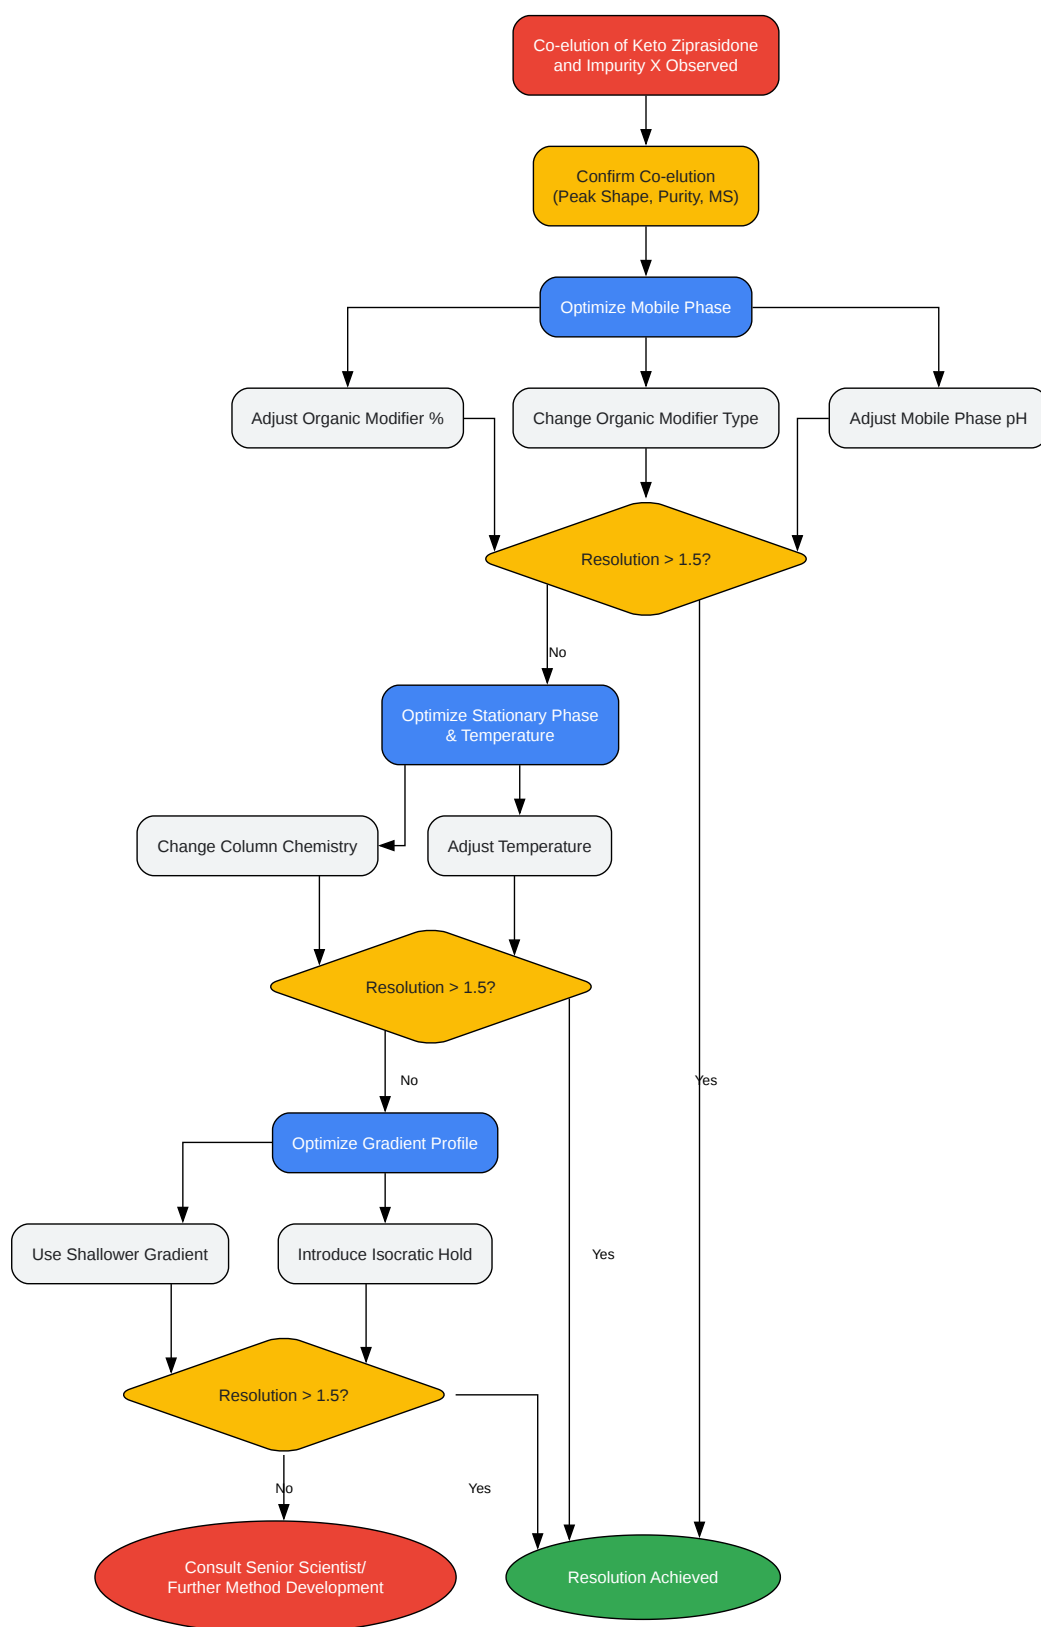 Co-elution of Keto Ziprasidone
and Impurity X Observed
Confirm Co-elution
(Peak Shape, Purity, MS)
Optimize Mobile Phase
Adjust Organic Modifier %
Change Organic Modifier Type
Adjust Mobile Phase pH
Resolution > 1.5?
No
Optimize Stationary Phase
& Temperature
Change Column Chemistry
Adjust Temperature
Resolution > 1.5?
No
Yes
Optimize Gradient Profile
Use Shallower Gradient
Introduce Isocratic Hold
Yes
Resolution > 1.5?
No
Yes
Consult Senior Scientist/
Further Method Development
Resolution Achieved